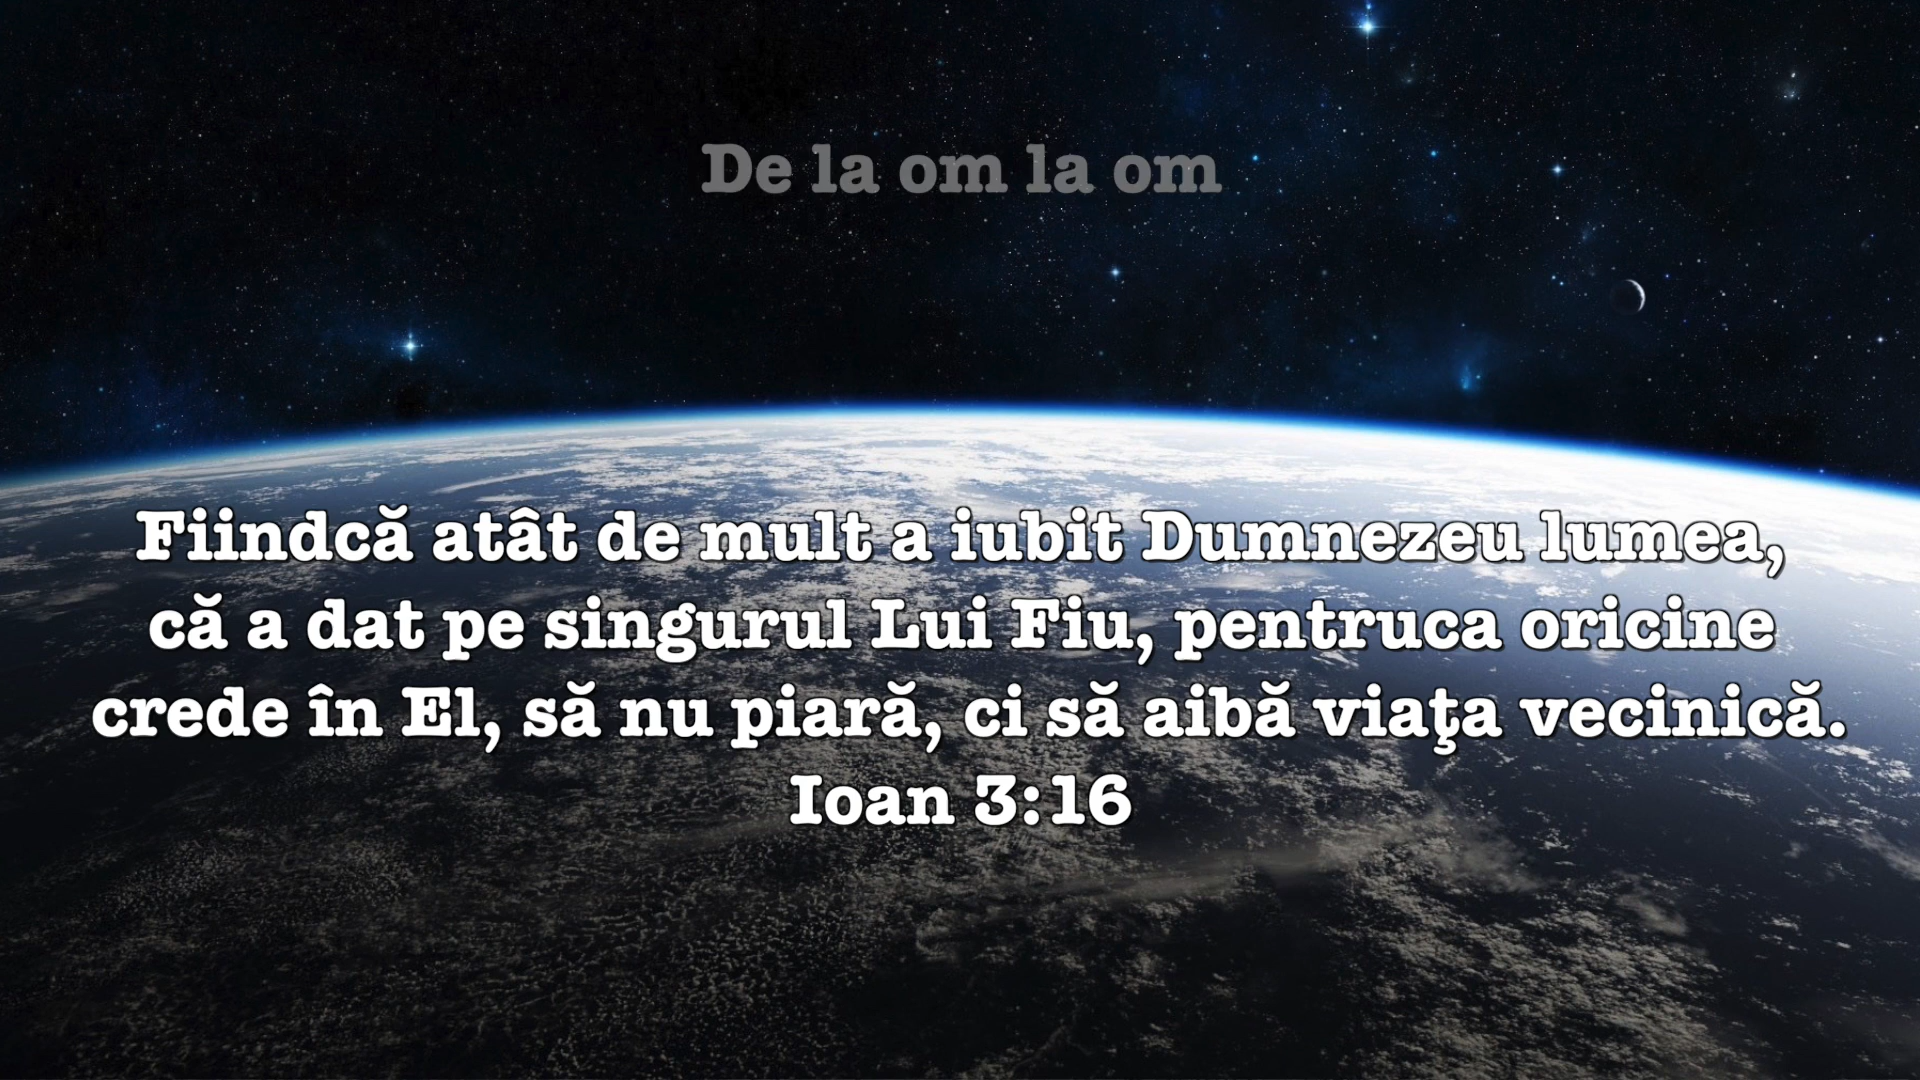 De la om la om
Fiindcă atât de mult a iubit Dumnezeu lumea,
că a dat pe singurul Lui Fiu, pentruca oricine
crede în El, să nu piară, ci să aibă viaţa vecinică.
Ioan 3:16